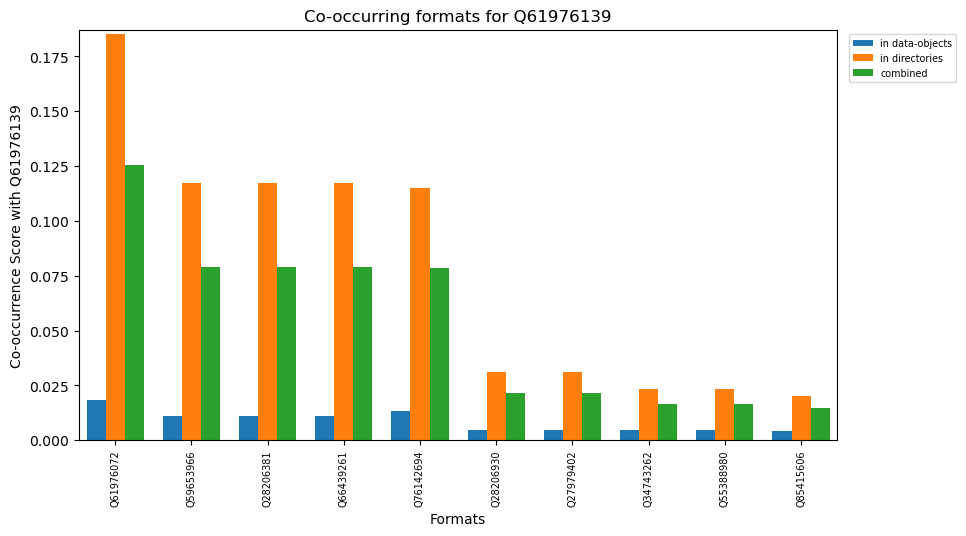 Co-occurring formats for Q61976139
in data-objects
in directories
combined
Co-occurrence Score with Q61976139
0.175
0.150
0.125
0.100
0.075
0.050
0.025
0.000
Q61976072
Q59653966
Q28206381
Q66439261
Q76142694
Q28206930
Q27979402
Q34743262
Q55388980
Q85415606
Formats